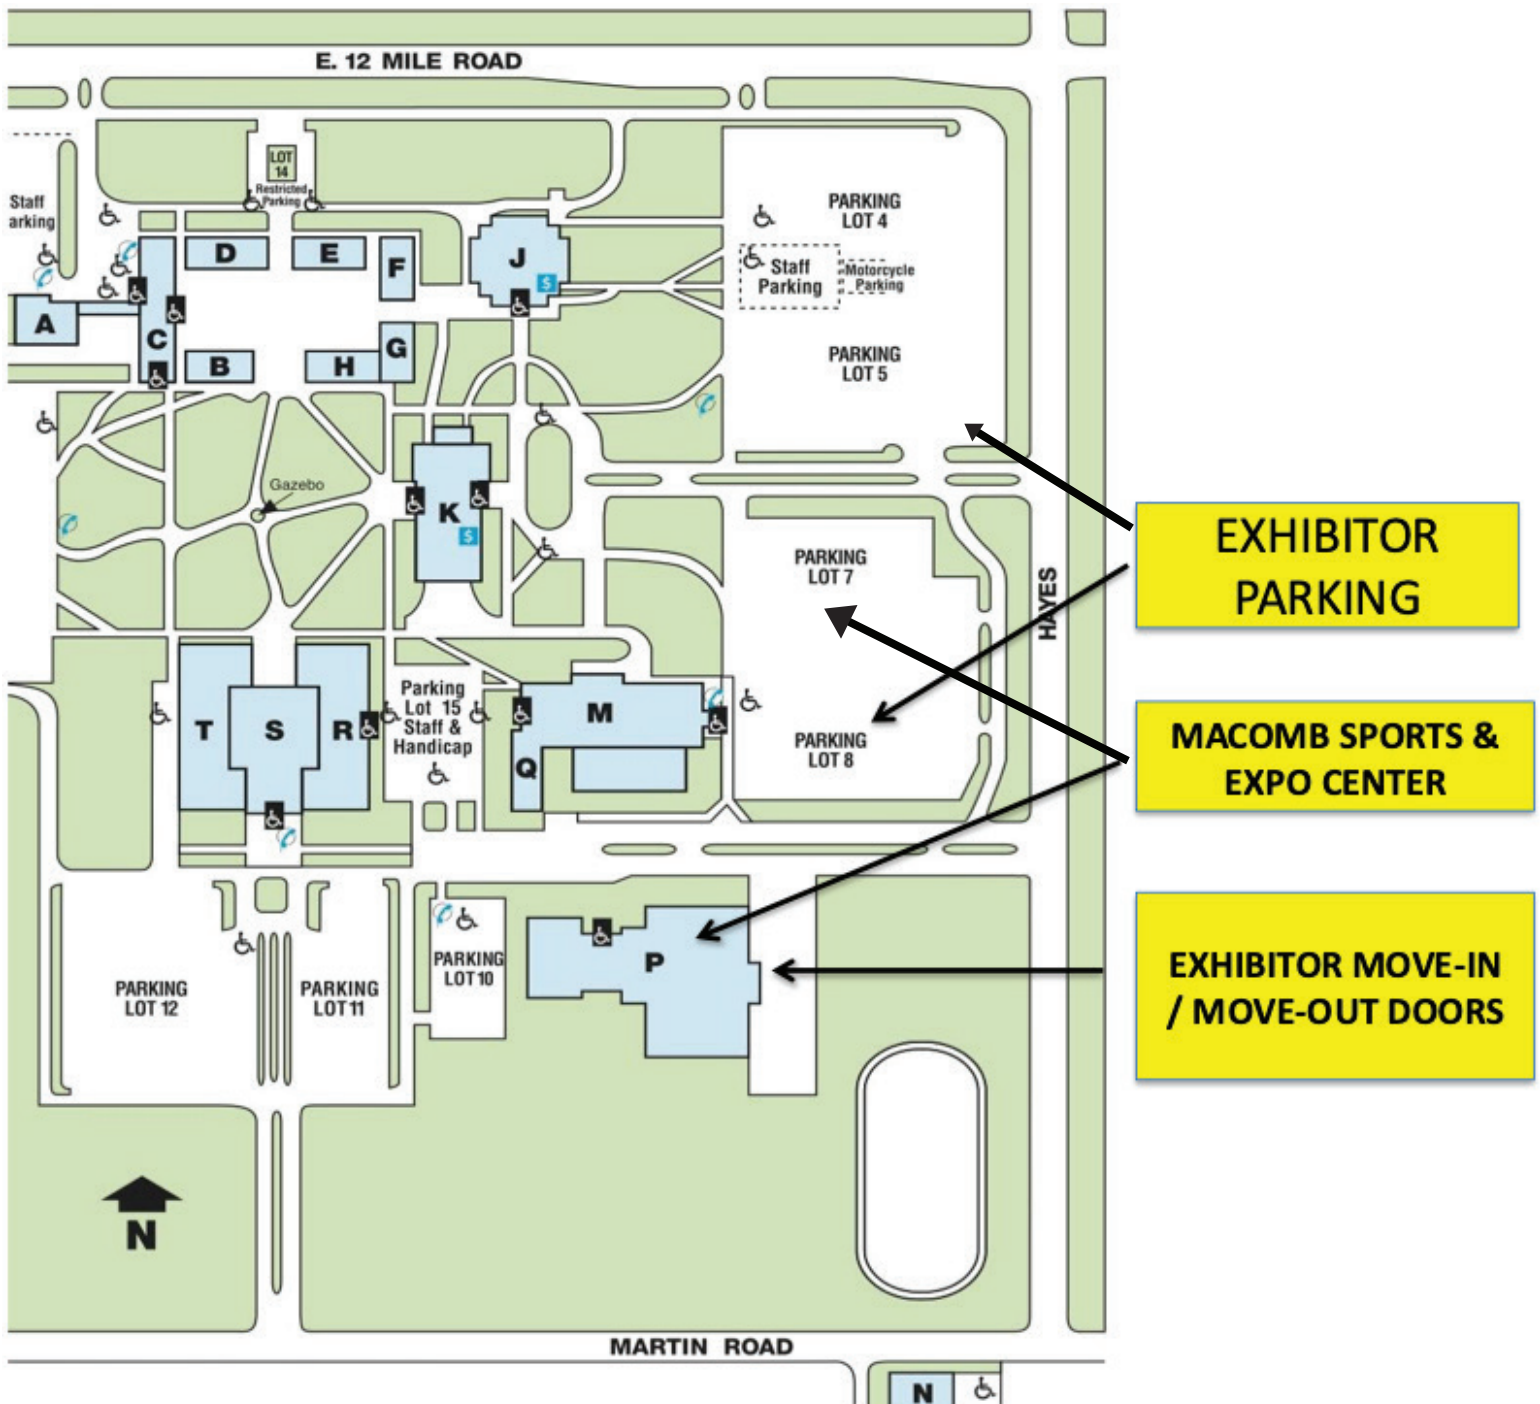 E. 12 MILE ROAD
LOT
14
Restricted
Parking
Staff
arking
PARKING
LOT 4
D
E
F
J
$
Staff
Parking
Motorcycle
Parking
A
C
B
H
G
PARKING
LOT 5
Gazebo
K
$
EXHIBITOR
PARKING
PARKING
LOT 7
HAYES
Parking
Lot 15
Staff &
Handicap
T
S
R
M
Q
PARKING
LOT 8
MACOMB SPORTS &
EXPO CENTER
PARKING
LOT 12
PARKING
LOT 11
PARKING
LOT 10
P
EXHIBITOR MOVE-IN
/ MOVE-OUT DOORS
N
MARTIN ROAD
N